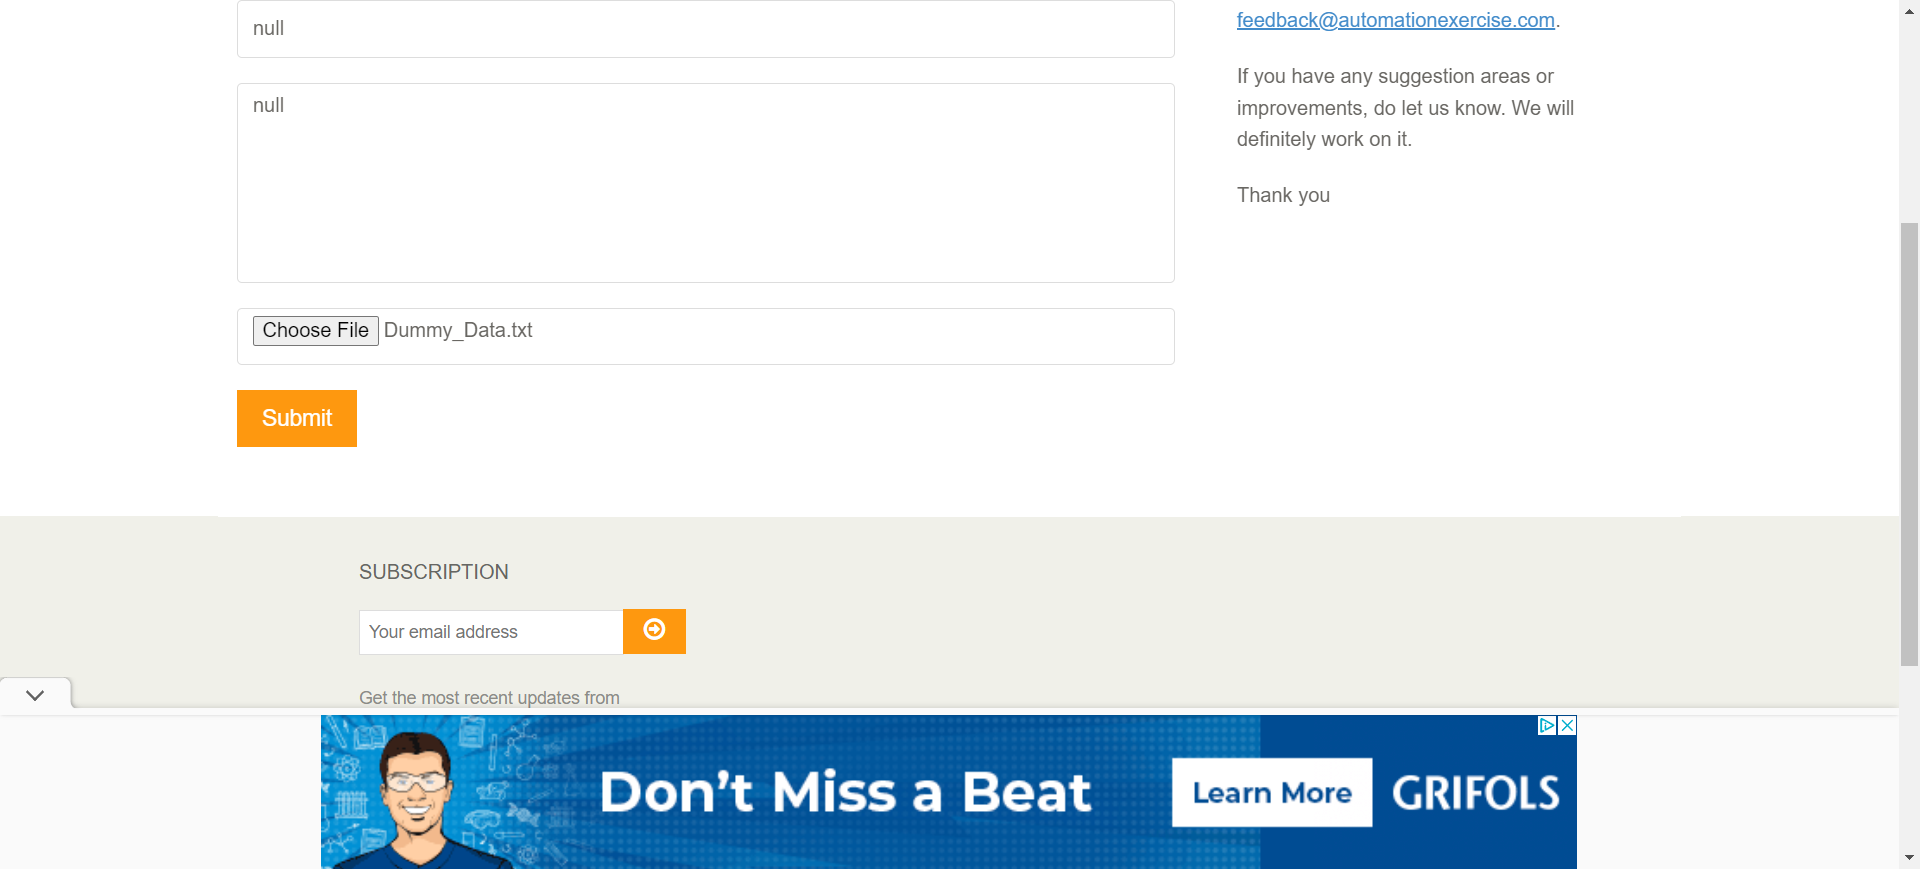 null
null
Choose File Dummy_Data.txt
Submit
feedback@automationexercise.com.
If you have any suggestion areas or
improvements, do let us know. We will
definitely work on it.
Thank you
SUBSCRIPTION
Your email address
Get the most recent updates from
Don't Miss a Beat
Learn More
GRIFOLS